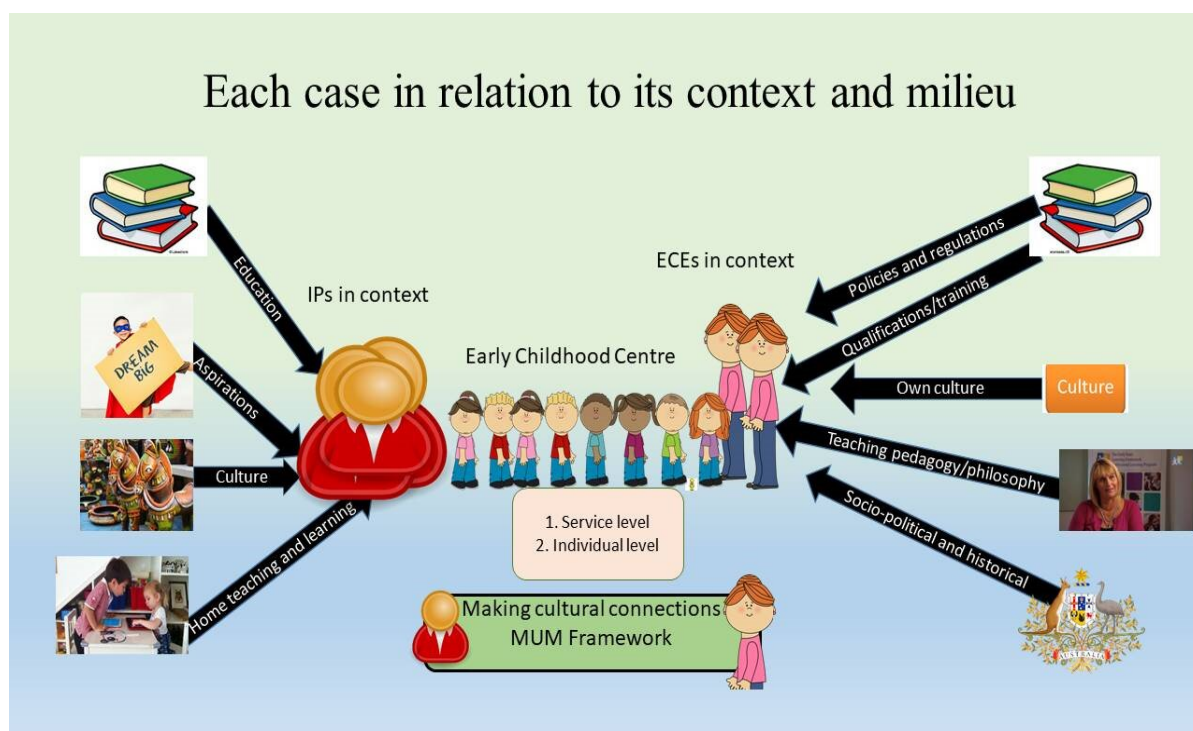 Each case in relation to its context and milieu
Education
IPs in context
DREAM
BIG
Aspirations
Culture
Home teaching and learning
Early Childhood Centre
ECEs in context
Policies and regulations
Qualifications/training
Own culture
Culture
Teaching pedagogy/philosophy
Socio-political and historical
AUSTRALIA
1. Service level
2. Individual level
Making cultural connections
MUM Framework